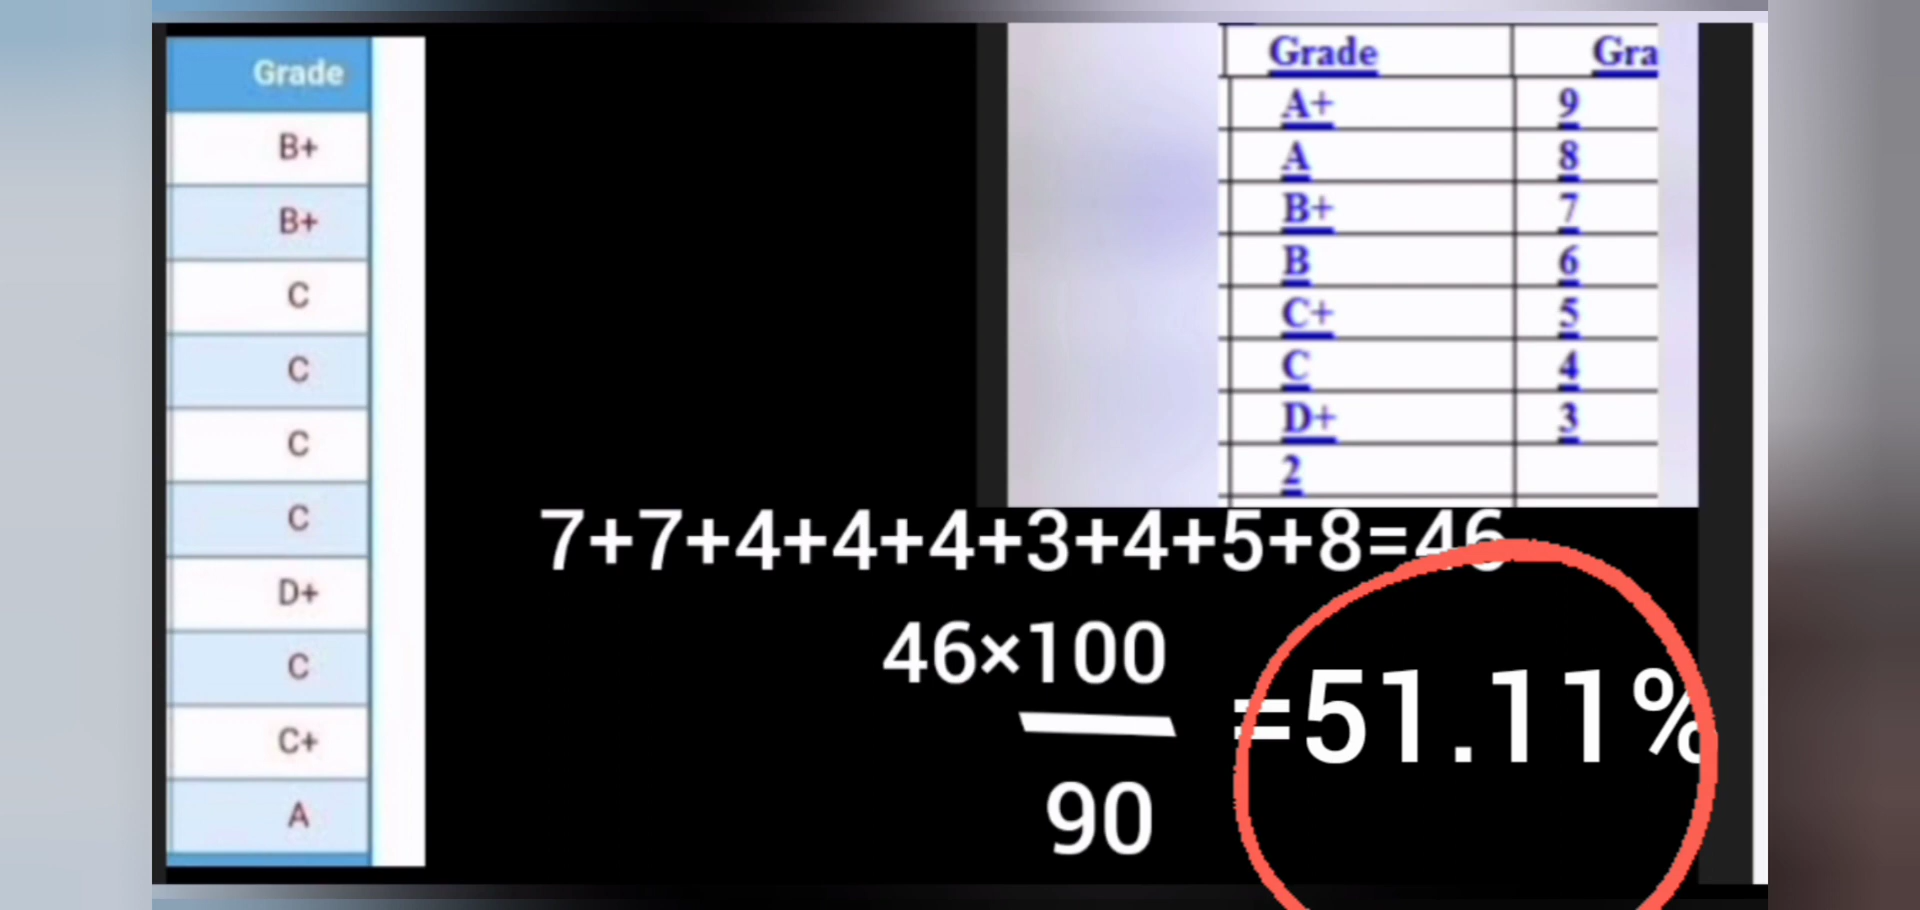 Grade
B+
B+
C
C
C
C
D+
C
C+
A
Grade Gra
A+ 9
A 8
B+ 7
B 6
C+ 5
C 4
D+ 3
2
7+7+4+4+4+3+4+5+8=46
46×100
90
=51.11%